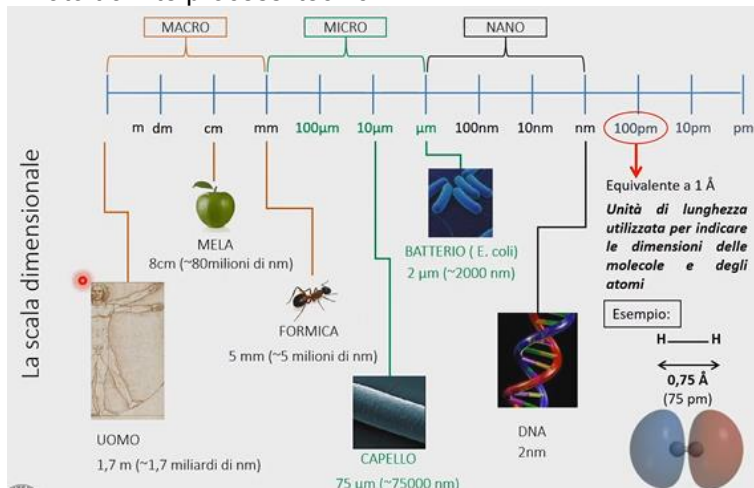 MACRO MICRO NANO
m dm cm mm 100µm 10µm µm 100nm 10nm nm 100pm 10pm pm
La scala dimensionale
MELA
8cm (~80milioni di nm)
FORMICA
5 mm (~5 milioni di nm)
UOMO
1,7 m (~1,7 miliardi di nm)
CAPELLO
75 µm (~75000 nm)
BATTERIO ( E. coli)
2 µm (~2000 nm)
DNA
2nm
Equivalente a 1 Å
Unità di lunghezza
utilizzata per indicare
le dimensioni delle
molecole e degli
atomi
Esempio:
H H
0,75 Å
(75 pm)